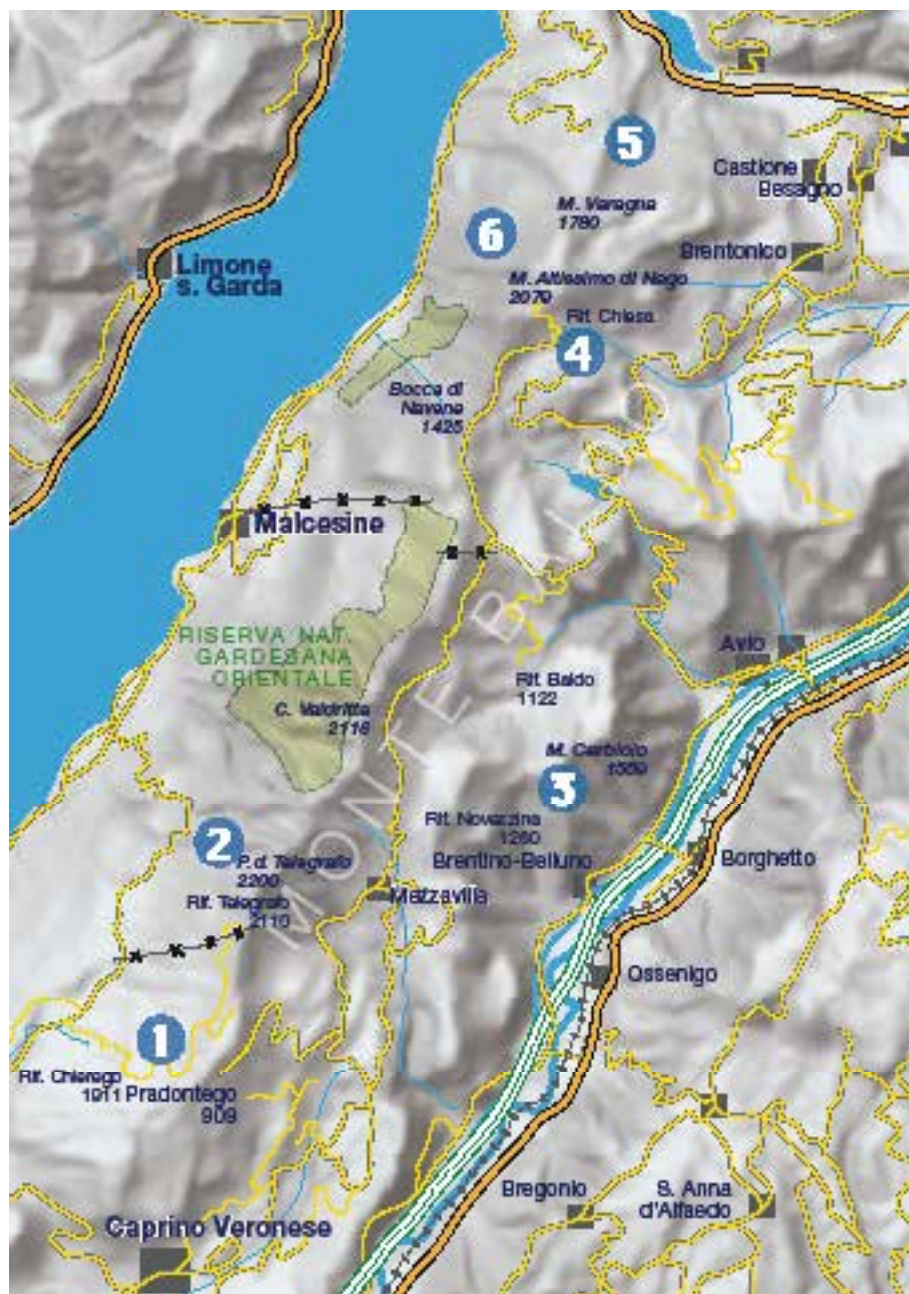 5
Castione
Besagno
M. Varagna
1780
6
Brentonico
Limone
s. Garda
M. Altissimo di Nago
2079
Rif. Chiesa
4
Bocca di
Navene
1425
Malcesine
MONTE BALDO
RISERVA NAT.
GARDESANA
ORIENTALE
Avio
Rif. Baldo
1122
C. Valdritta
2118
M. Cerbiolo
1559
3
Rif. Novezzina
1260
2
P.d. Telegrafo
2200
Brentino-Belluno
Borghetto
Mezzavilla
Rif. Telegrafo
2110
Ossenigo
1
Rif. Chierego
1911
Pradontego
909
Bregonio
S. Anna
d'Alfaedo
Caprino Veronese